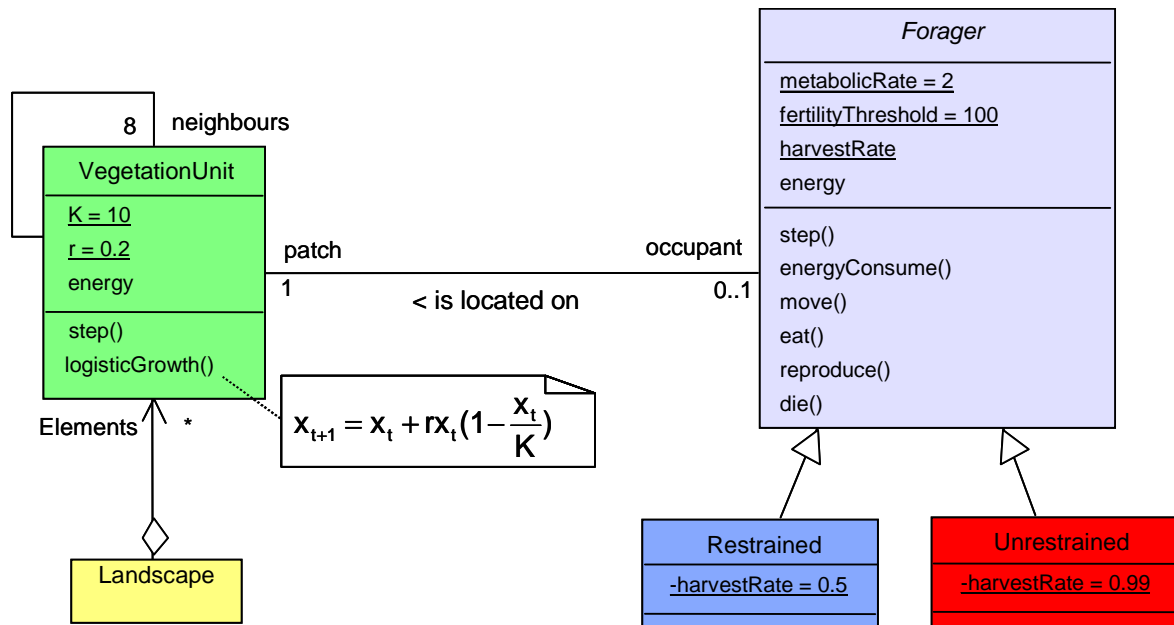 8 neighbours
VegetationUnit
K = 10
r = 0.2
energy
step()
logisticGrowth()
patch
1
occupant
0..1
< is located on
Forager
metabolicRate = 2
fertilityThreshold = 100
harvestRate
energy
step()
energyConsume()
move()
eat()
reproduce()
die()
x_{t+1} = x_t + rx_t(1 − x_t/K)
Elements *
Landscape
Restrained
-harvestRate = 0.5
Unrestrained
-harvestRate = 0.99